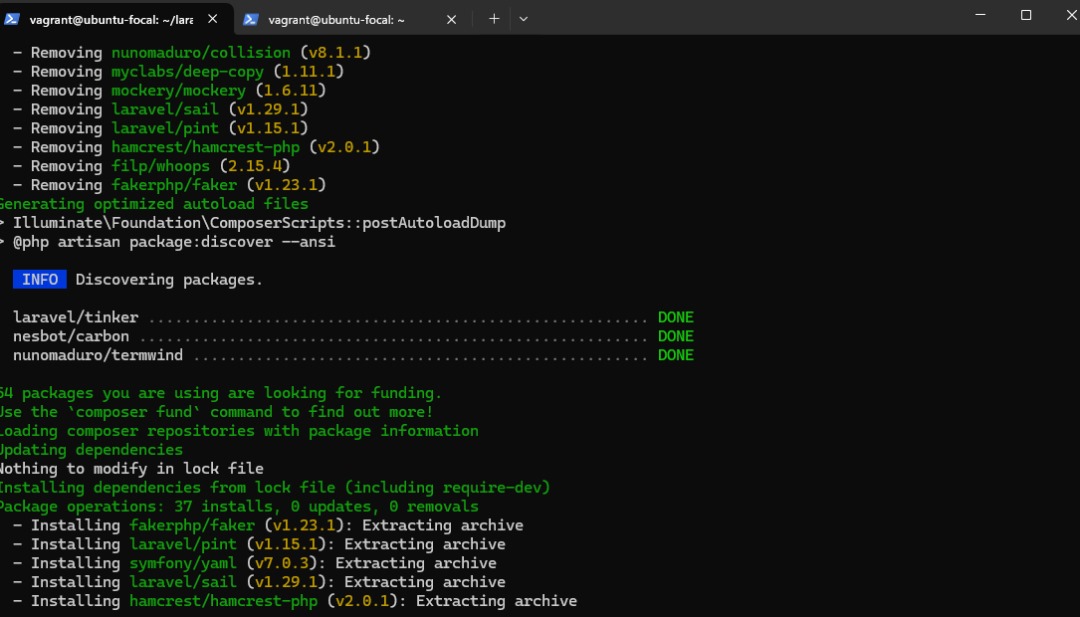 vagrant@ubuntu-focal: ~/lara
vagrant@ubuntu-focal: ~
- Removing nunomaduro/collision (v8.1.1)
- Removing myclabs/deep-copy (1.11.1)
- Removing mockery/mockery (1.6.11)
- Removing laravel/sail (v1.29.1)
- Removing laravel/pint (v1.15.1)
- Removing hamcrest/hamcrest-php (v2.0.1)
- Removing filp/whoops (2.15.4)
- Removing fakerphp/faker (v1.23.1)
Generating optimized autoload files
> Illuminate\Foundation\ComposerScripts::postAutoloadDump
> @php artisan package:discover --ansi
INFO Discovering packages.
laravel/tinker ........................................................ DONE
nesbot/carbon ......................................................... DONE
nunomaduro/termwind ................................................... DONE
64 packages you are using are looking for funding.
Use the `composer fund` command to find out more!
Loading composer repositories with package information
Updating dependencies
Nothing to modify in lock file
Installing dependencies from lock file (including require-dev)
Package operations: 37 installs, 0 updates, 0 removals
- Installing fakerphp/faker (v1.23.1): Extracting archive
- Installing laravel/pint (v1.15.1): Extracting archive
- Installing symfony/yaml (v7.0.3): Extracting archive
- Installing laravel/sail (v1.29.1): Extracting archive
- Installing hamcrest/hamcrest-php (v2.0.1): Extracting archive